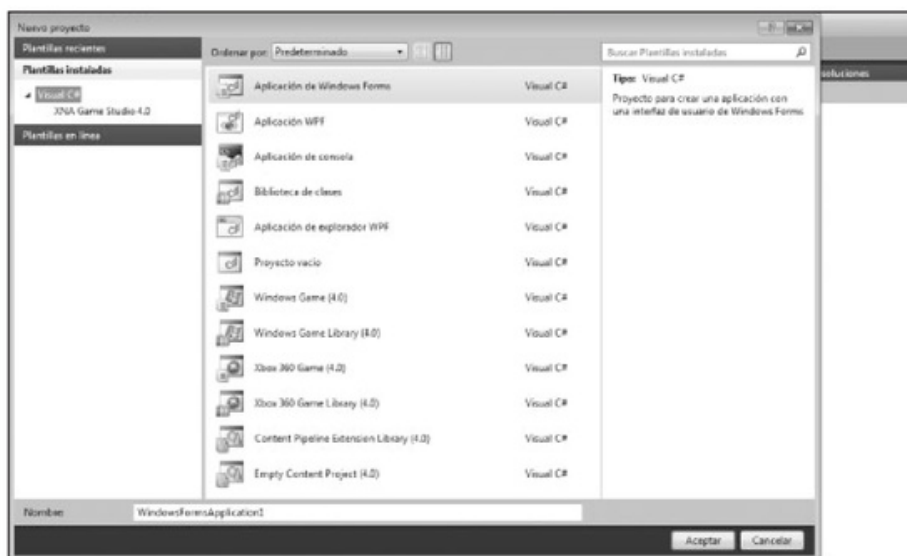 Nuevo proyecto
Plantillas recientes
Plantillas instaladas
Visual C#
XNA Game Studio 4.0
Plantillas en línea
Ordenar por: Predeterminado
Aplicación de Windows Forms Visual C#
Aplicación WPF Visual C#
Aplicación de consola Visual C#
Biblioteca de clases Visual C#
Aplicación de explorador WPF Visual C#
Proyecto vacío Visual C#
Windows Game (4.0) Visual C#
Windows Game Library (4.0) Visual C#
Xbox 360 Game (4.0) Visual C#
Xbox 360 Game Library (4.0) Visual C#
Content Pipeline Extension Library (4.0) Visual C#
Empty Content Project (4.0) Visual C#
Buscar Plantillas instaladas
Tipo: Visual C#
Proyecto para crear una aplicación con
una interfaz de usuario de Windows Forms
soluciones
Nombre: WindowsFormsApplication1
Aceptar Cancelar